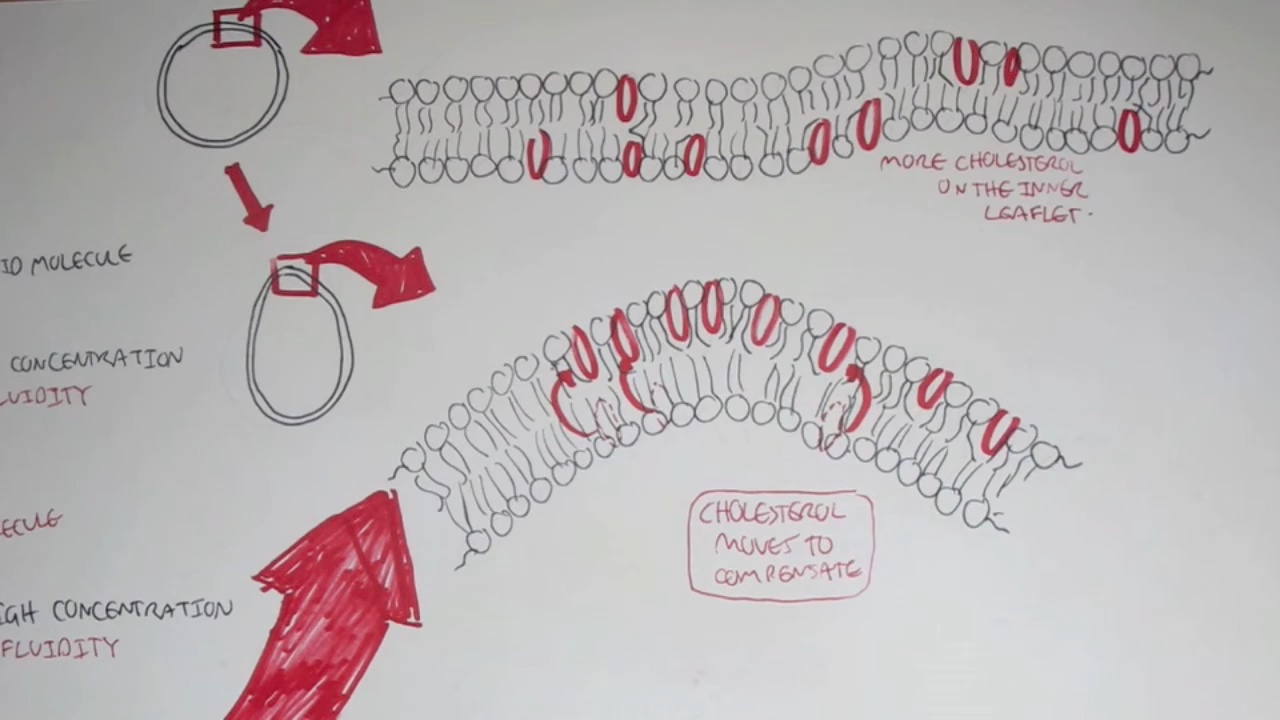 MORE CHOLESTEROL
ON THE INNER
LEAFLET.
ID MOLECULE
CONCENTRATION
LUIDITY
ECULE
IGH CONCENTRATION
FLUIDITY
CHOLESTEROL
MOVES TO
COMPENSATE